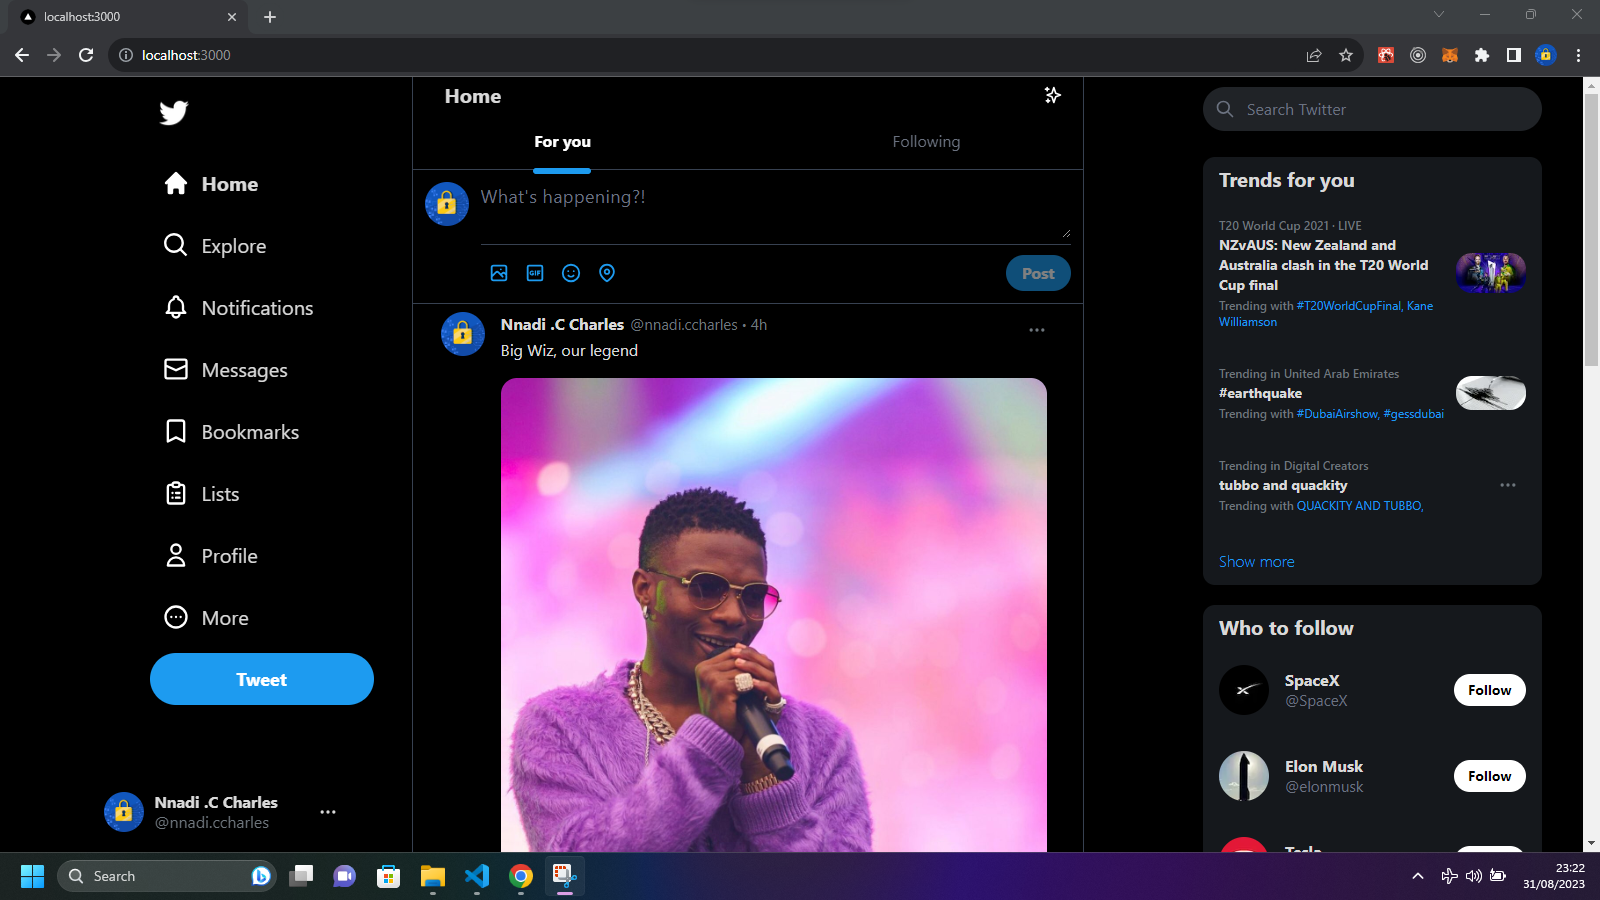 localhost:3000
localhost:3000
Home
Explore
Notifications
Messages
Bookmarks
Lists
Profile
More
Tweet
Nnadi .C Charles
@nnadi.ccharles
Home
For you
Following
What's happening?!
GIF
Post
Nnadi .C Charles @nnadi.ccharles • 4h
Big Wiz, our legend
Search Twitter
Trends for you
T20 World Cup 2021 · LIVE
NZvAUS: New Zealand and
Australia clash in the T20 World
Cup final
Trending with #T20WorldCupFinal, Kane
Williamson
Trending in United Arab Emirates
#earthquake
Trending with #DubaiAirshow, #gessdubai
Trending in Digital Creators
tubbo and quackity
Trending with QUACKITY AND TUBBO,
Show more
Who to follow
SpaceX
@SpaceX
Follow
Elon Musk
@elonmusk
Follow
Tesla
Search
23:22
31/08/2023